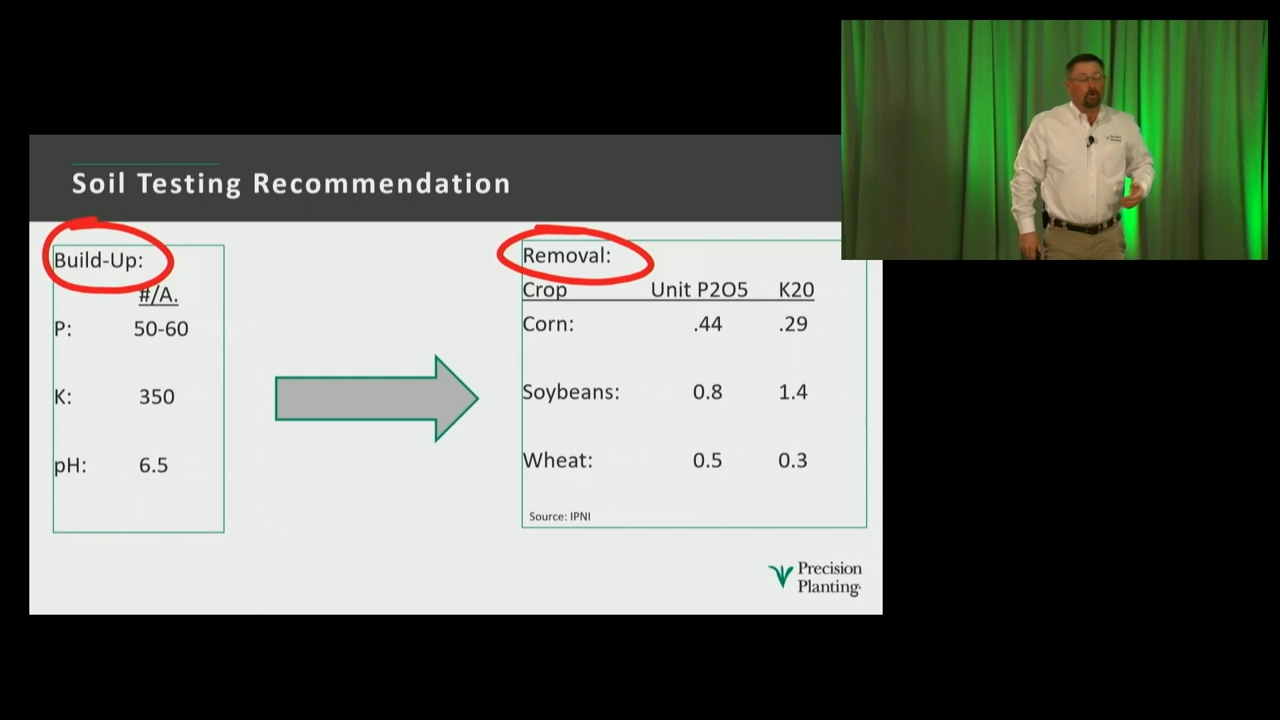 Soil Testing Recommendation
Build-Up:
#/A.
P: 50-60
K: 350
pH: 6.5
Removal:
Crop Unit P2O5 K20
Corn: .44 .29
Soybeans: 0.8 1.4
Wheat: 0.5 0.3
Source: IPNI
Precision
Planting